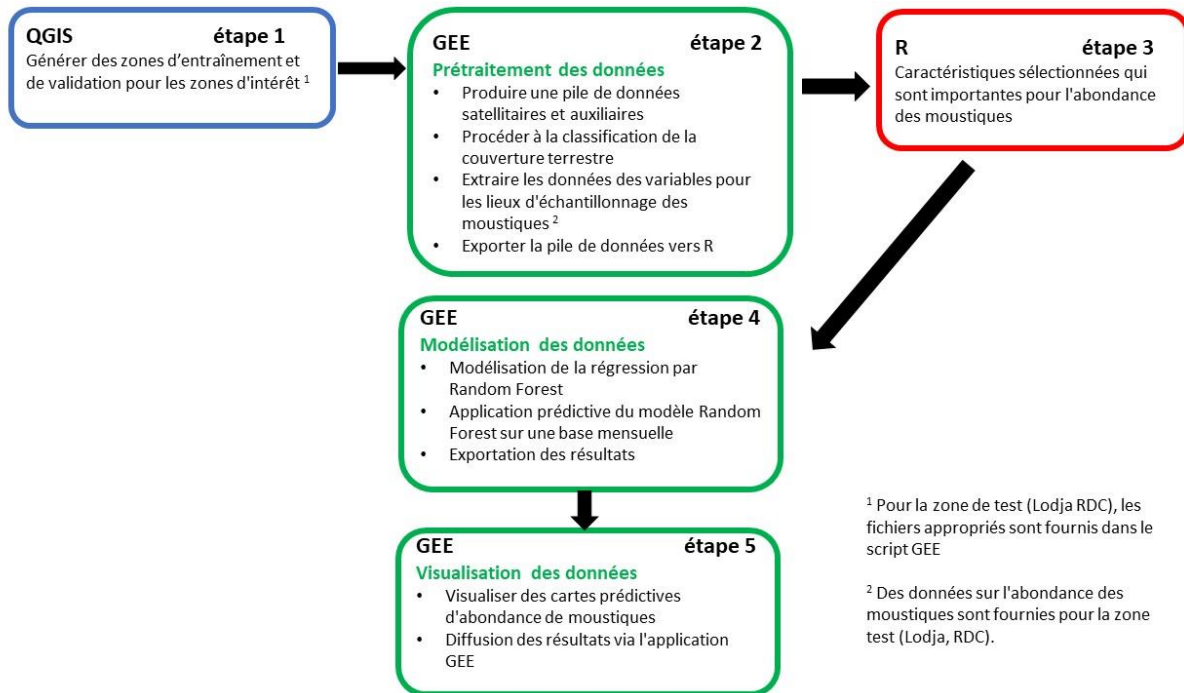 QGIS étape 1
Générer des zones d’entraînement et
de validation pour les zones d'intérêt ¹
GEE étape 2
Prétraitement des données
• Produire une pile de données
satellitaires et auxiliaires
• Procéder à la classification de la
couverture terrestre
• Extraire les données des variables pour
les lieux d'échantillonnage des
moustiques ²
• Exporter la pile de données vers R
R étape 3
Caractéristiques sélectionnées qui
sont importantes pour l'abondance
des moustiques
GEE étape 4
Modélisation des données
• Modélisation de la régression par
Random Forest
• Application prédictive du modèle Random
Forest sur une base mensuelle
• Exportation des résultats
GEE étape 5
Visualisation des données
• Visualiser des cartes prédictives
d'abondance de moustiques
• Diffusion des résultats via l'application
GEE
¹ Pour la zone de test (Lodja RDC), les
fichiers appropriés sont fournis dans le
script GEE
² Des données sur l'abondance des
moustiques sont fournies pour la zone
test (Lodja, RDC).